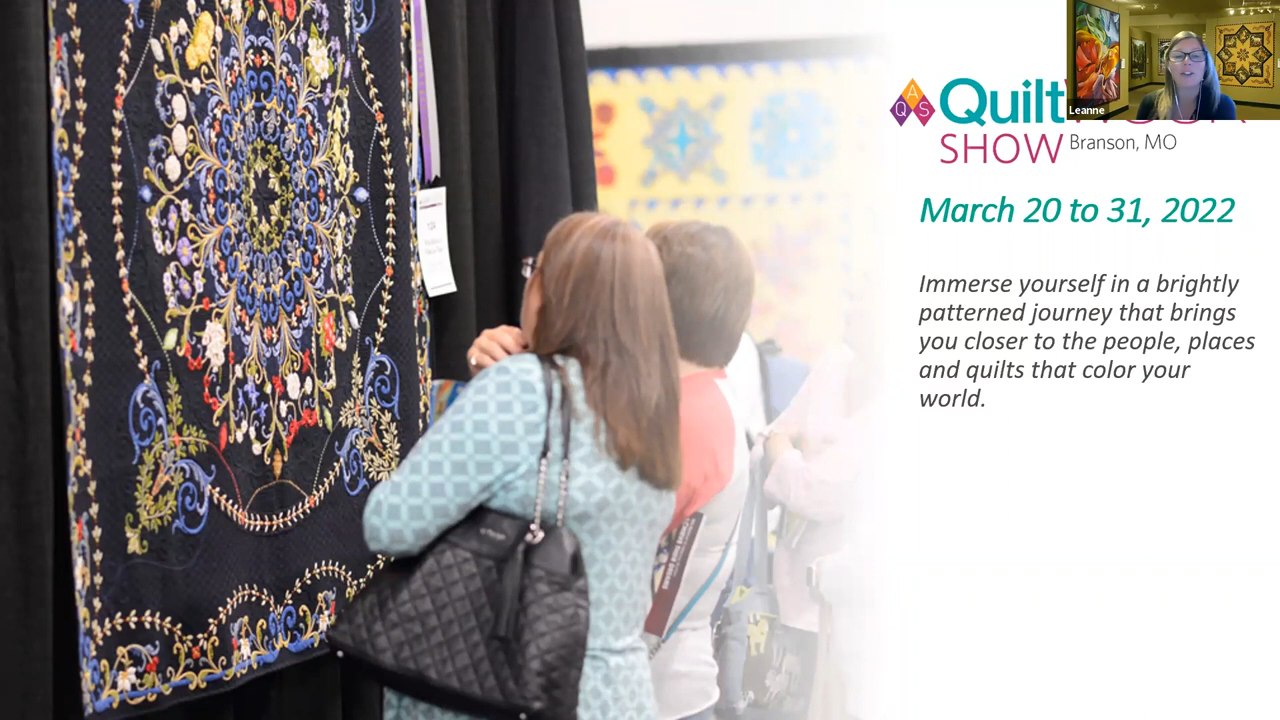 AQS
Quilt
Leanne
SHOW
Branson, MO
March 20 to 31, 2022
Immerse yourself in a brightly
patterned journey that brings
you closer to the people, places
and quilts that color your
world.